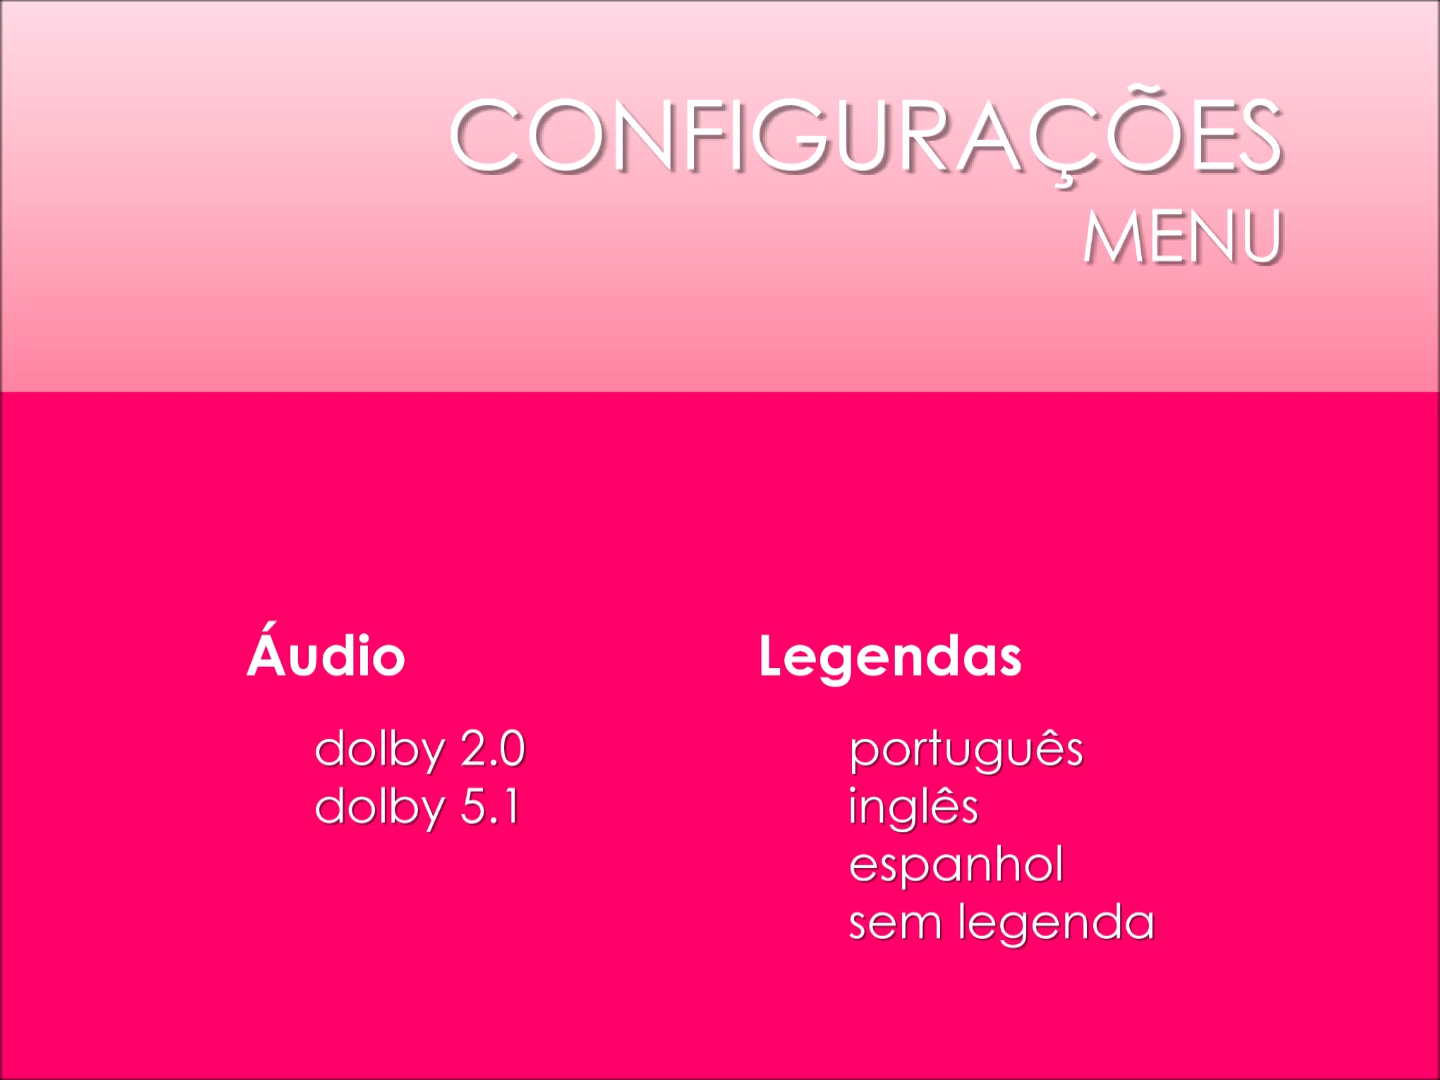 CONFIGURAÇÕES
MENU
Áudio
dolby 2.0
dolby 5.1
Legendas
português
inglês
espanhol
sem legenda